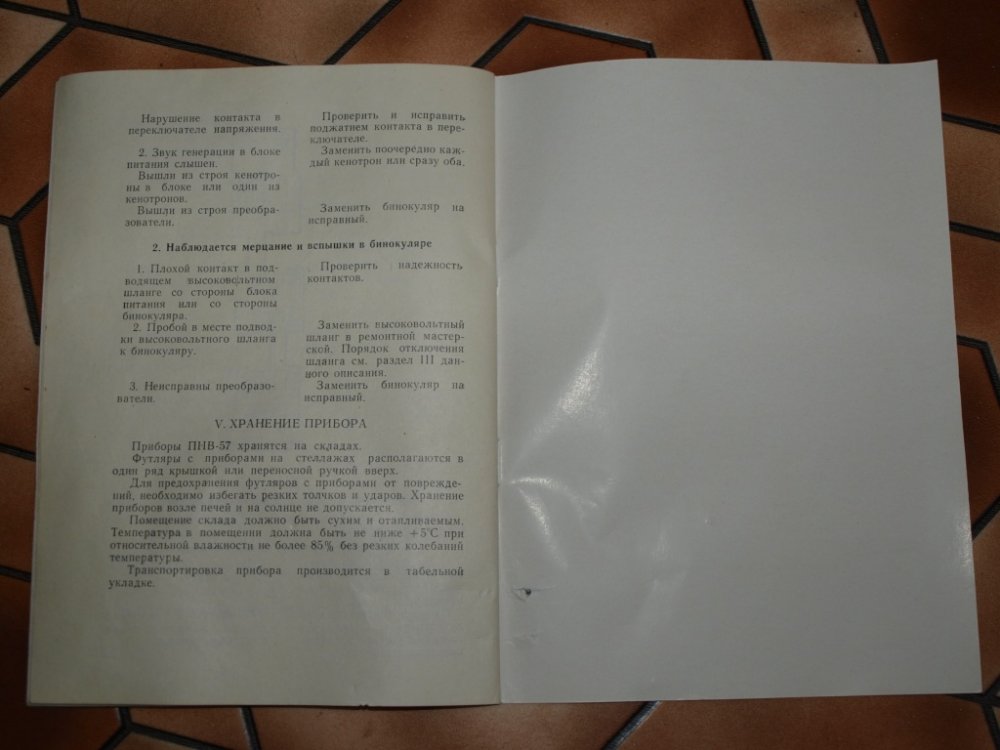 Нарушение контакта в
переключателе напряжения.
Проверить и исправить
поджатием контакта в пере-
ключателе.
2. Звук генерации в блоке
питания слышен.
Вышли из строя кенотро-
ны в блоке или один из
кенотронов.
Заменить поочередно каж-
дый кенотрон или сразу оба.
Вышли из строя преобра-
зователи.
Заменить бинокуляр на
исправный.
2. Наблюдается мерцание и вспышки в бинокуляре
1. Плохой контакт в под-
водящем высоковольтном
шланге со стороны блока
питания или со стороны
бинокуляра.
Проверить надежность
контактов.
2. Пробой в месте подвод-
ки высоковольтного шланга
к бинокуляру.
Заменить высоковольтный
шланг в ремонтной мастер-
ской. Порядок отключения
шланга см. раздел III дан-
ного описания.
3. Неисправны преобразо-
ватели.
Заменить бинокуляр на
исправный.
V. ХРАНЕНИЕ ПРИБОРА
Приборы ПНВ-57 хранятся на складах.
Футляры с приборами на стеллажах располагаются в
один ряд крышкой или переносной ручкой вверх.
Для предохранения футляров с приборами от поврежде-
ний, необходимо избегать резких толчков и ударов. Хранение
приборов возле печей и на солнце не допускается.
Помещение склада должно быть сухим и отапливаемым.
Температура в помещении должна быть не ниже +5°С при
относительной влажности не более 85% без резких колебаний
температуры.
Транспортировка прибора производится в табельной
укладке.